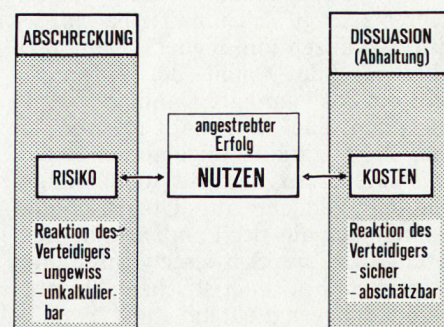 ABSCHRECKUNG
DISSUASION
(Abhaltung)
angestrebter
Erfolg
RISIKO
NUTZEN
KOSTEN
Reaktion des
Verteidigers
- ungewiss
- unkalkulier-
bar
Reaktion des
Verteidigers
- sicher
- abschätzbar